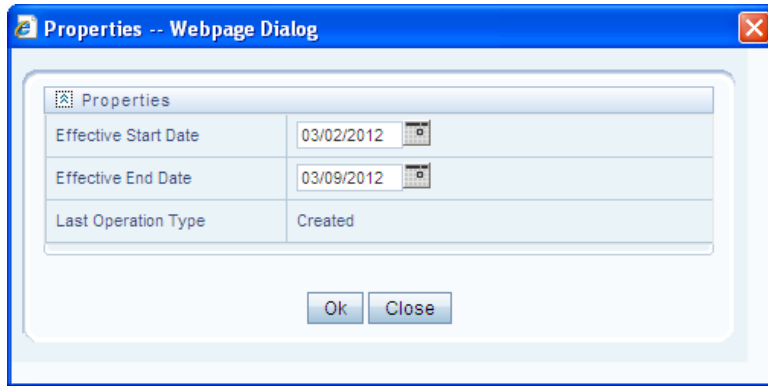 Properties -- Webpage Dialog
Properties
Effective Start Date 03/02/2012
Effective End Date 03/09/2012
Last Operation Type Created
Ok Close